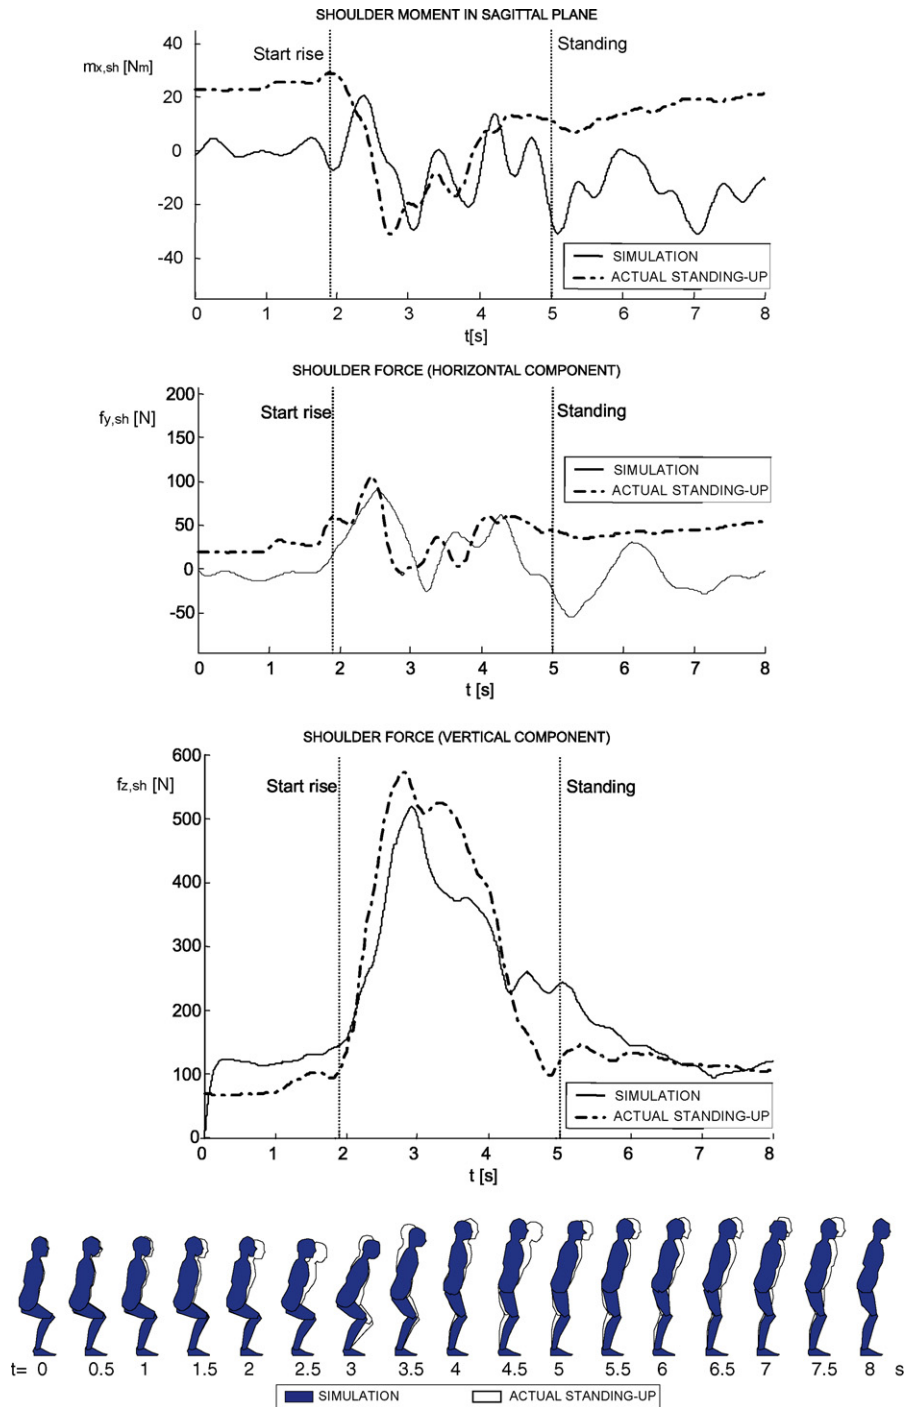 SHOULDER MOMENT IN SAGITTAL PLANE
mx,sh [Nm]
40
20
0
-20
-40
Start rise
Standing
SIMULATION
ACTUAL STANDING-UP
0 1 2 3 4 5 6 7 8
t[s]
SHOULDER FORCE (HORIZONTAL COMPONENT)
fy,sh [N]
200
150
100
50
0
-50
Start rise
Standing
SIMULATION
ACTUAL STANDING-UP
0 1 2 3 4 5 6 7 8
t [s]
SHOULDER FORCE (VERTICAL COMPONENT)
fz,sh [N]
600
500
400
300
200
100
0
Start rise
Standing
SIMULATION
ACTUAL STANDING-UP
0 1 2 3 4 5 6 7 8
t [s]
t= 0 0.5 1 1.5 2 2.5 3 3.5 4 4.5 5 5.5 6 6.5 7 7.5 8 s
SIMULATION ACTUAL STANDING-UP